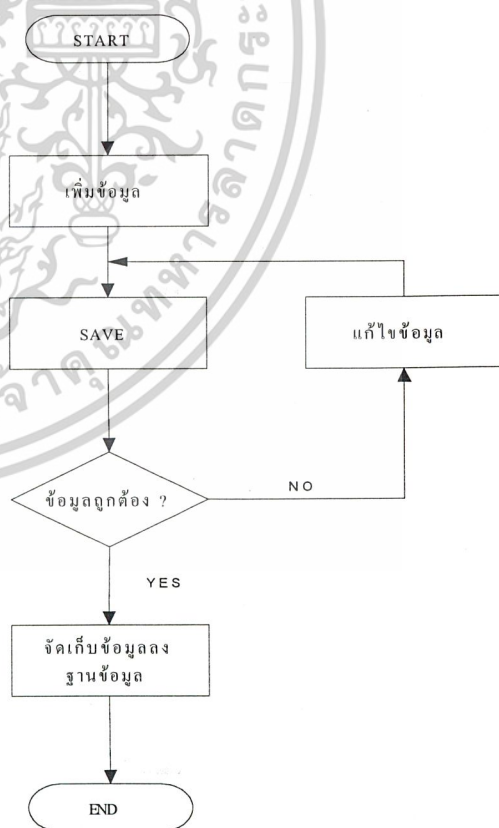 START
เพิ่มข้อมูล
SAVE
แก้ไขข้อมูล
ข้อมูลถูกต้อง ?
NO
YES
จัดเก็บข้อมูลลง
ฐานข้อมูล
END